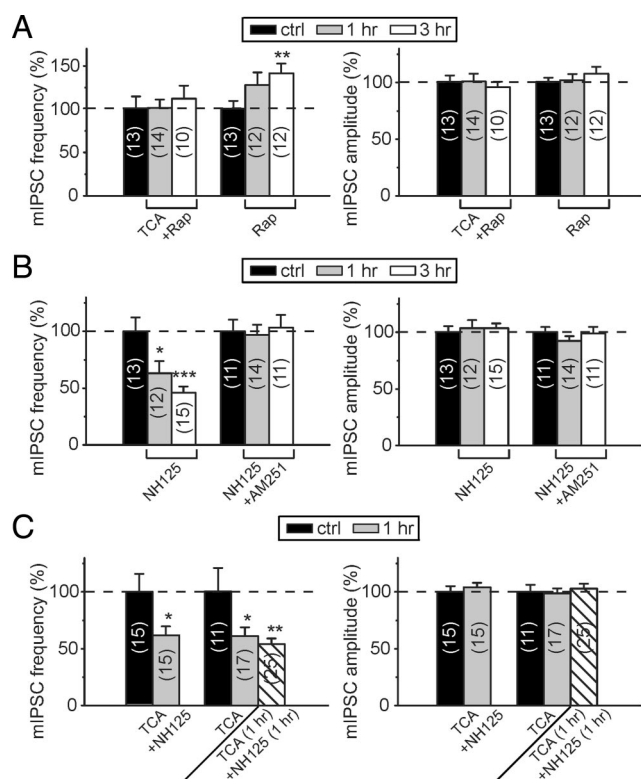 A
ctrl 1 hr 3 hr
mIPSC frequency (%)
150
100
50
0
(13)
(14)
(10)
(13)
(12)
**
(12)
TCA
+Rap
Rap
mIPSC amplitude (%)
100
50
0
(13)
(14)
(10)
(13)
(12)
(12)
TCA
+Rap
Rap
B
ctrl 1 hr 3 hr
mIPSC frequency (%)
100
50
0
(13)
*
(12)
***
(15)
(11)
(14)
(11)
NH125
NH125
+AM251
mIPSC amplitude (%)
100
50
0
(13)
(12)
(15)
(11)
(14)
(11)
NH125
NH125
+AM251
C
ctrl 1 hr
mIPSC frequency (%)
100
50
0
(15)
*
(15)
(11)
*
(17)
**
(25)
TCA
+NH125
TCA
TCA (1 hr)
+NH125 (1 hr)
mIPSC amplitude (%)
100
50
0
(15)
(15)
(11)
(17)
(25)
TCA
+NH125
TCA
TCA (1 hr)
+NH125 (1 hr)